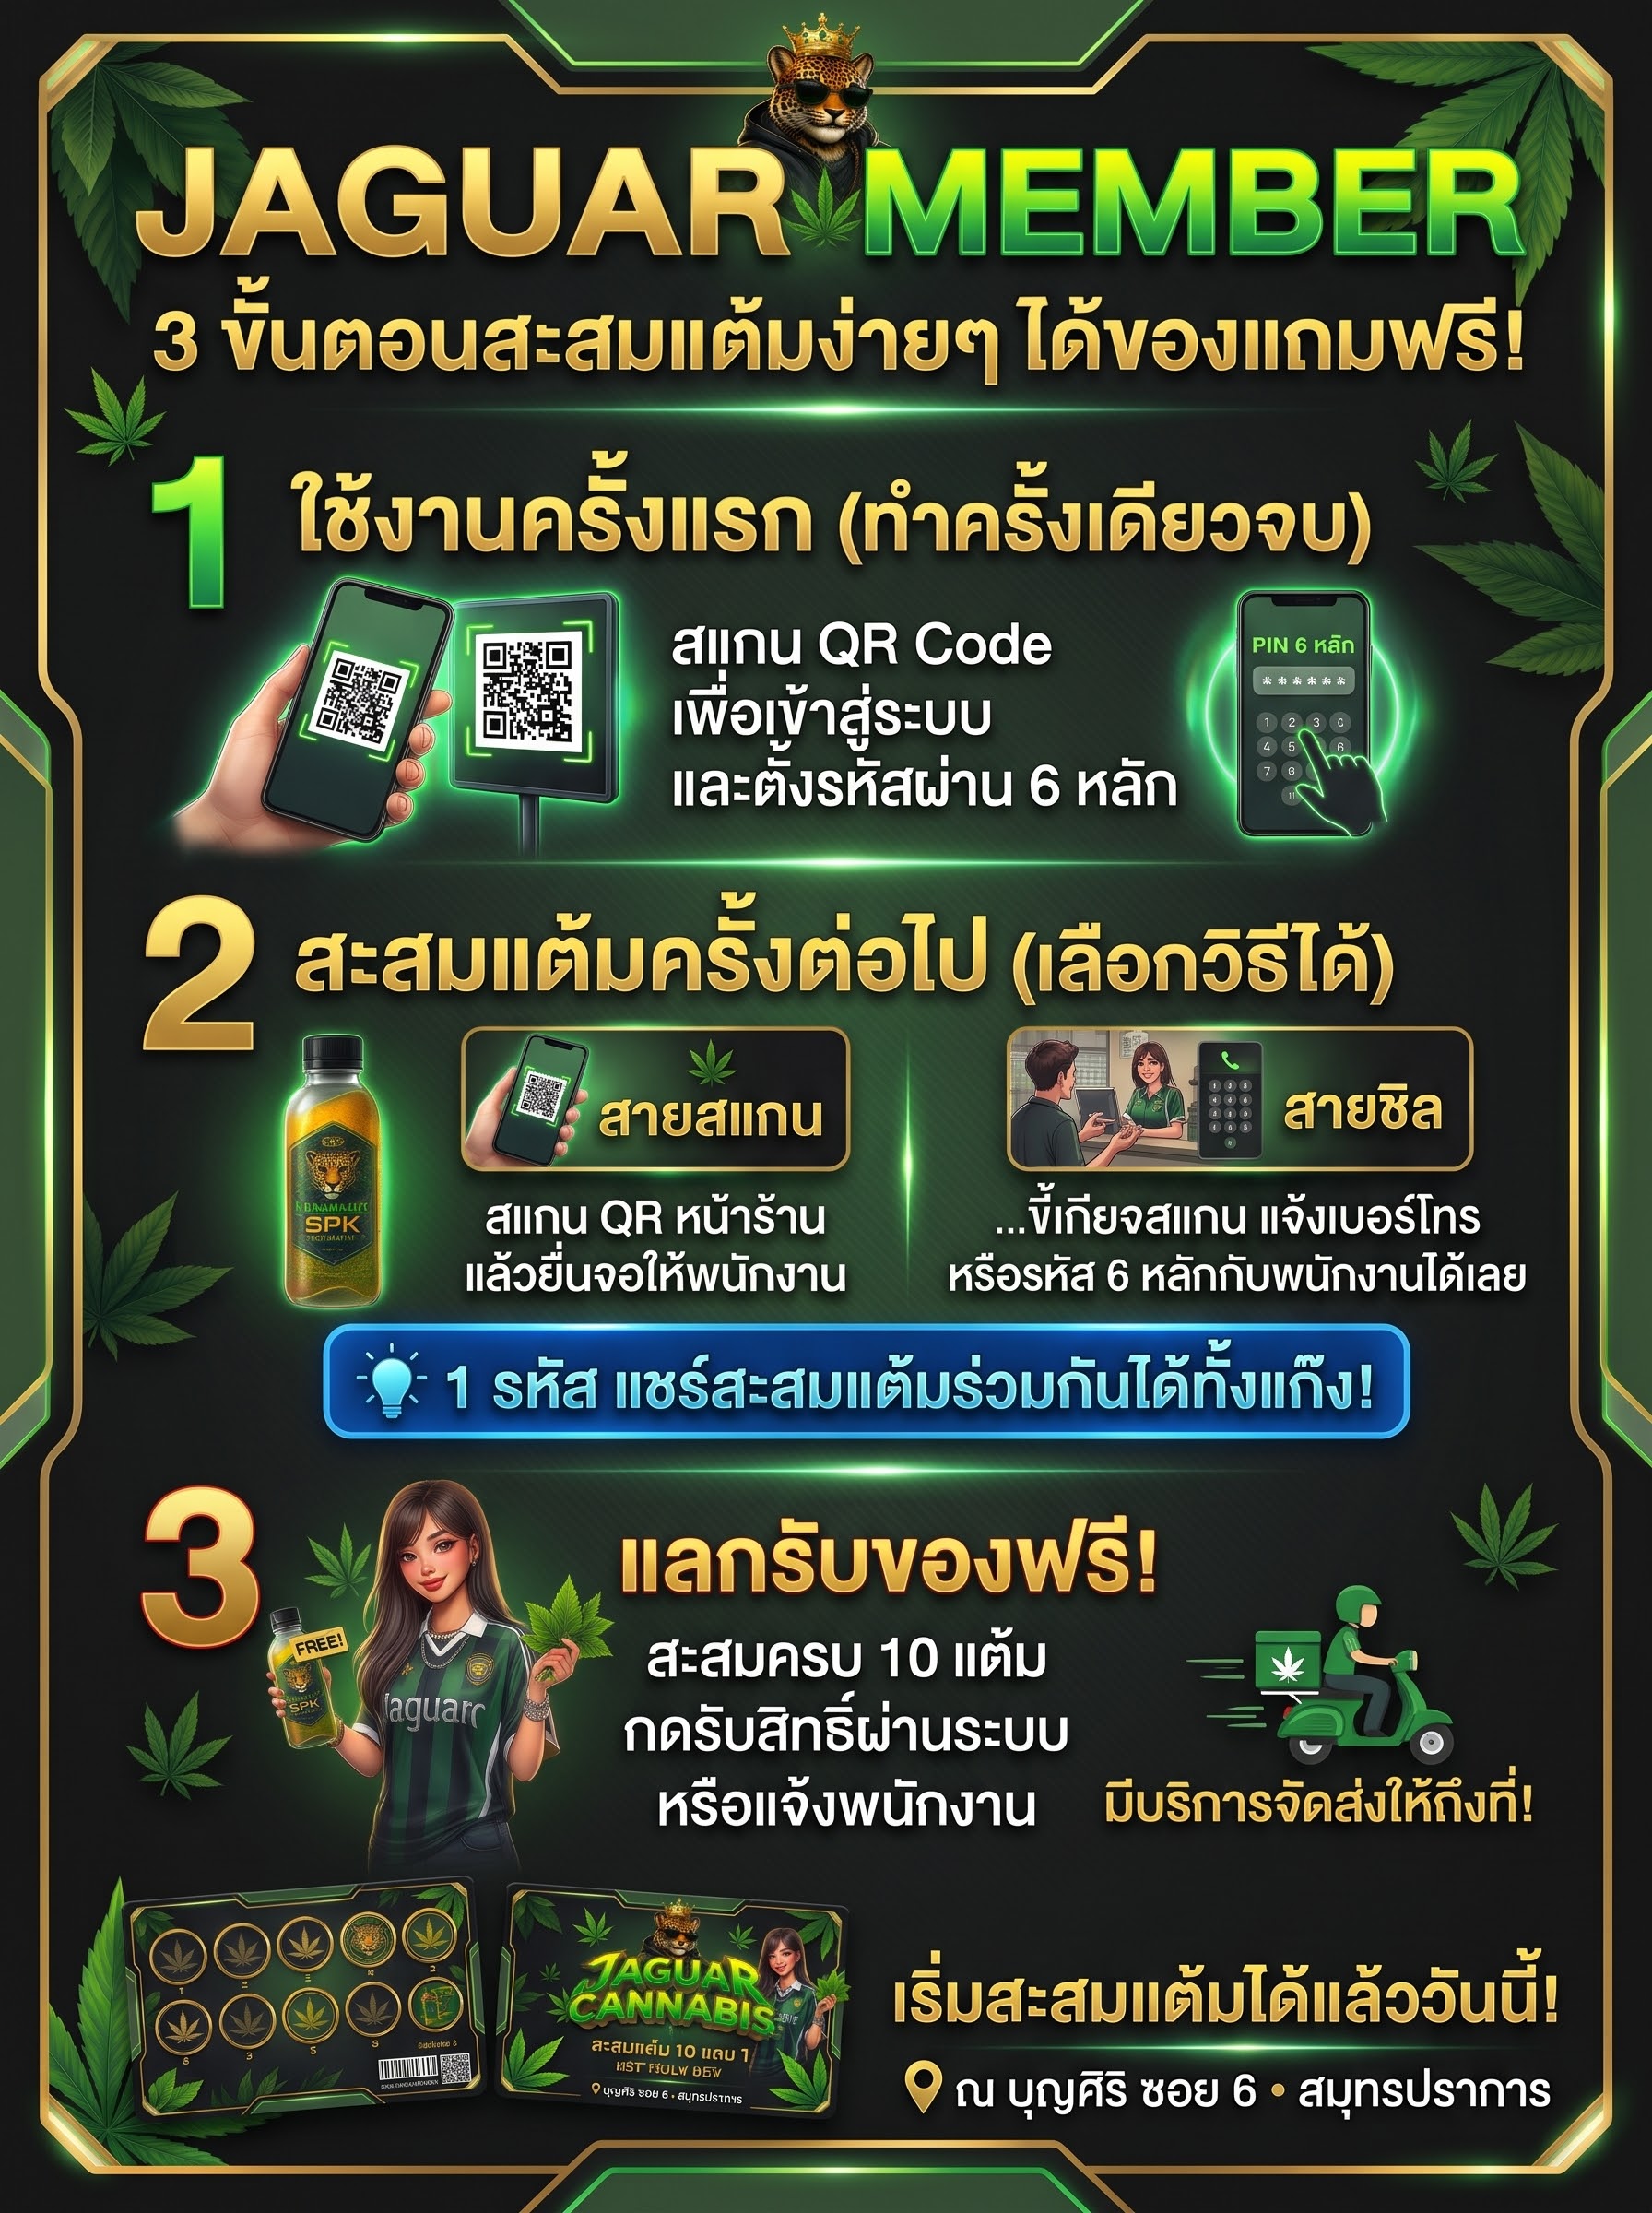 JAGUAR MEMBER
3 ขั้นตอนสะสมแต้มง่ายๆ ได้ของแถมฟรี!
1 ใช้งานครั้งแรก (ทำครั้งเดียวจบ)
สแกน QR Code
เพื่อเข้าสู่ระบบ
และตั้งรหัสผ่าน 6 หลัก
PIN 6 หลัก
******
1 2 3
4 5 6
7
2 สะสมแต้มครั้งต่อไป (เลือกวิธีได้)
SPK
สายสแกน
สแกน QR หน้าร้าน
แล้วยื่นจอให้พนักงาน
สายชิล
...ขี้เกียจสแกน แจ้งเบอร์โทร
หรือรหัส 6 หลักกับพนักงานได้เลย
1 รหัส แชร์สะสมแต้มร่วมกันได้ทั้งแก๊ง!
3 แลกรับของฟรี!
FREE!
SPK
Jaguarc
สะสมครบ 10 แต้ม
กดรับสิทธิ์ผ่านระบบ
หรือแจ้งพนักงาน
มีบริการจัดส่งให้ถึงที่!
JAGUAR
CANNABIS
สะสมแต้ม 10 แถม 1
บุญศิริ ซอย 6 • สมุทรปราการ
เริ่มสะสมแต้มได้แล้ววันนี้!
ณ บุญศิริ ซอย 6 • สมุทรปราการ